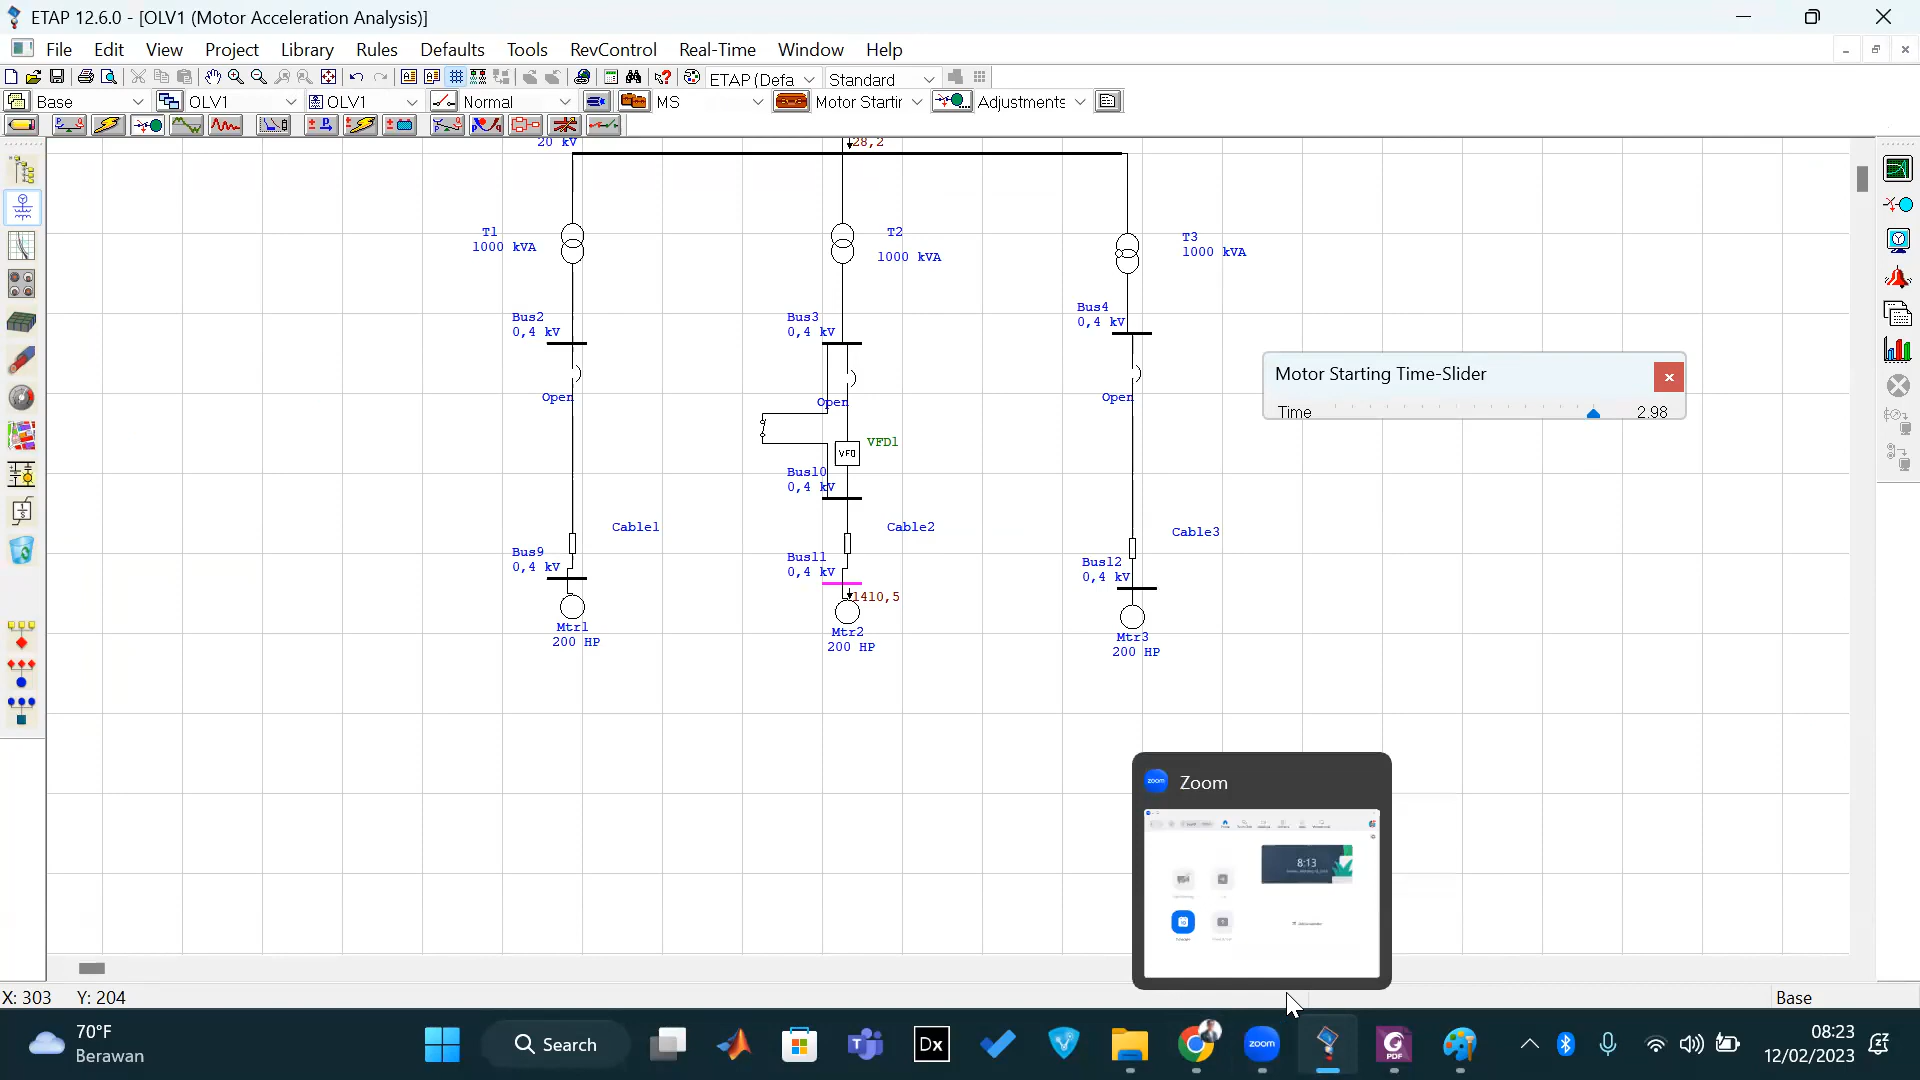 ETAP 12.6.0 - [OLV1 (Motor Acceleration Analysis)]
File Edit View Project Library Rules Defaults Tools RevControl Real-Time Window Help
ETAP (Defa Standard
Base OLV1 OLV1 Normal MS Motor Startir Adjustments
20 kV 28,2
T1
1000 kVA
T2
1000 kVA
T3
1000 kVA
Bus2
0,4 kV
Bus3
0,4 kV
Bus4
0,4 kV
Motor Starting Time-Slider
Time 2.98
Open
Open
Open
VFD1
VFD
Bus10
0,4 kV
Cable1
Cable2
Cable3
Bus9
0,4 kV
Bus11
0,4 kV
Bus12
0,4 kV
1410,5
Mtr1
200 HP
Mtr2
200 HP
Mtr3
200 HP
zoom Zoom
8:13
X: 303 Y: 204
Base
70°F
Berawan
Search
Dx
zoom
PDF
08:23
12/02/2023